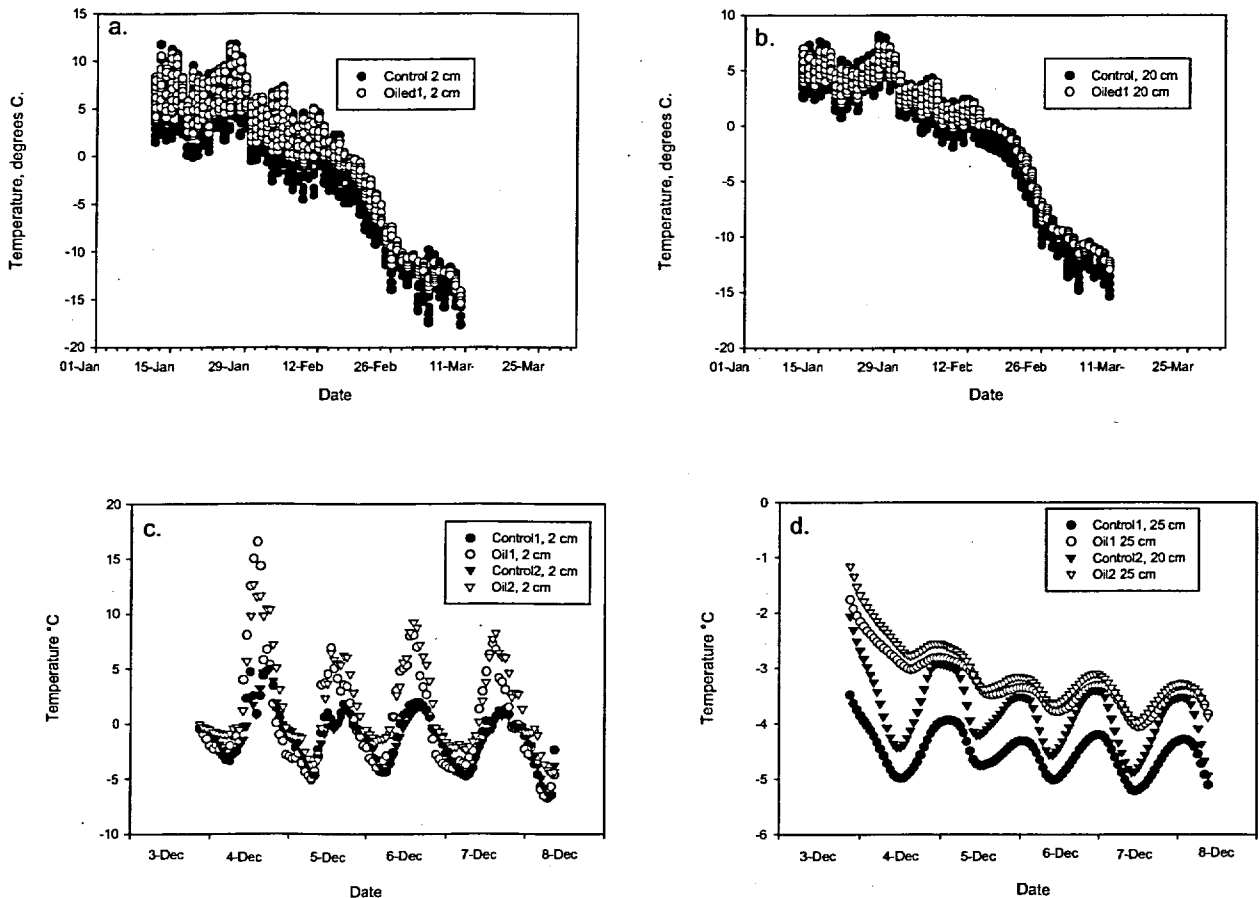 a.
Control 2 cm
Oiled1, 2 cm
Temperature, degrees C.
15
10
5
0
-5
-10
-15
-20
01-Jan
15-Jan
29-Jan
12-Feb
26-Feb
11-Mar-
25-Mar
Date
b.
Control, 20 cm
Oiled1 20 cm
Temperature, degrees C.
10
5
0
-5
-10
-15
-20
01-Jan
15-Jan
29-Jan
12-Feb
26-Feb
11-Mar-
25-Mar
Date
c.
Control1, 2 cm
Oil1, 2 cm
Control2, 2 cm
Oil2, 2 cm
Temperature °C
20
15
10
5
0
-5
-10
3-Dec
4-Dec
5-Dec
6-Dec
7-Dec
8-Dec
Date
d.
Control1, 25 cm
Oil1 25 cm
Control2, 20 cm
Oil2 25 cm
Temperature °C
0
-1
-2
-3
-4
-5
-6
3-Dec
4-Dec
5-Dec
6-Dec
7-Dec
8-Dec
Date